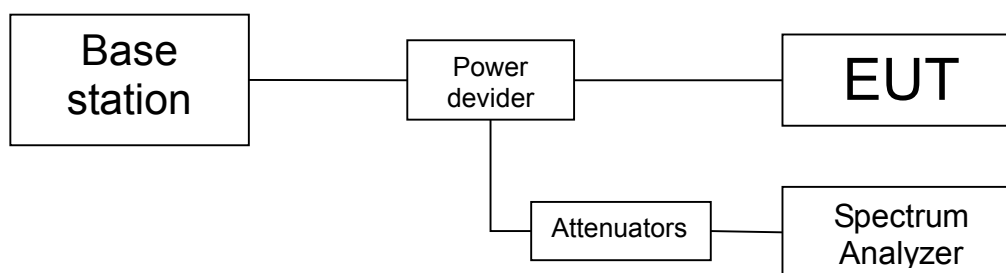 Base
station
Power
devider
EUT
Attenuators
Spectrum
Analyzer